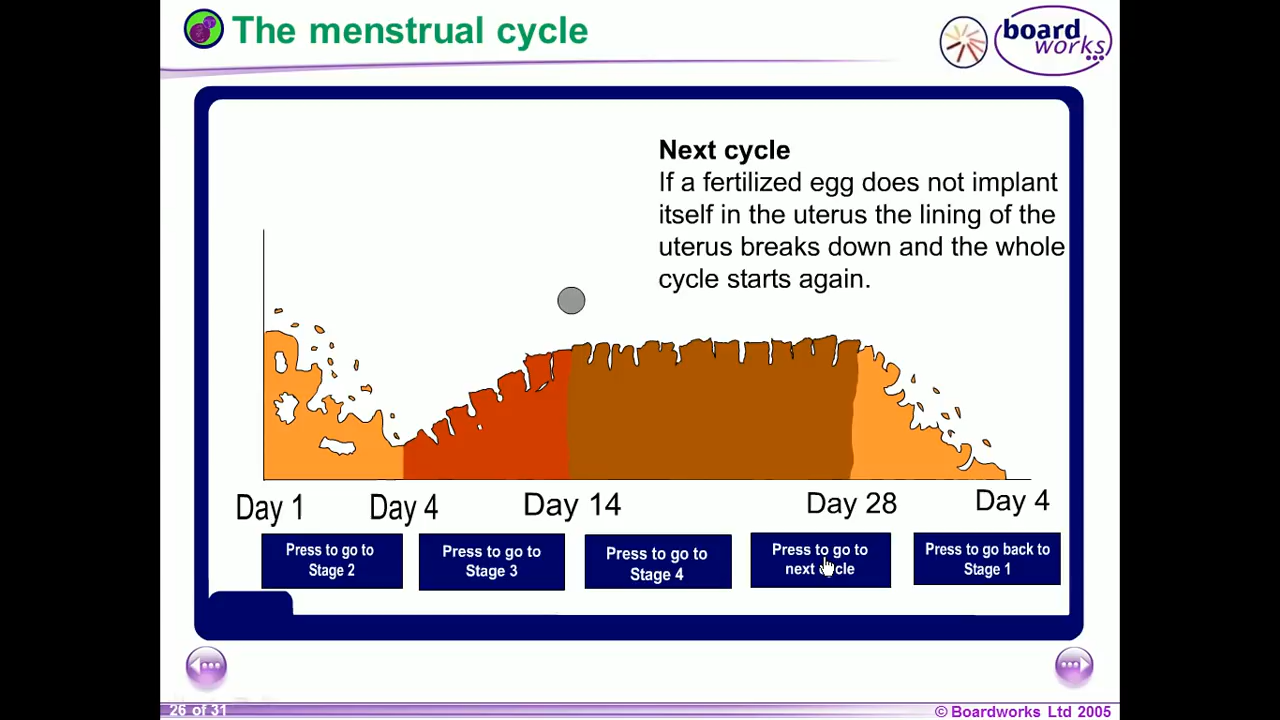 The menstrual cycle
board
works
Next cycle
If a fertilized egg does not implant
itself in the uterus the lining of the
uterus breaks down and the whole
cycle starts again.
Day 1
Day 4
Day 14
Day 28
Day 4
Press to go to
Stage 2
Press to go to
Stage 3
Press to go to
Stage 4
Press to go to
next cycle
Press to go back to
Stage 1
26 of 31
© Boardworks Ltd 2005